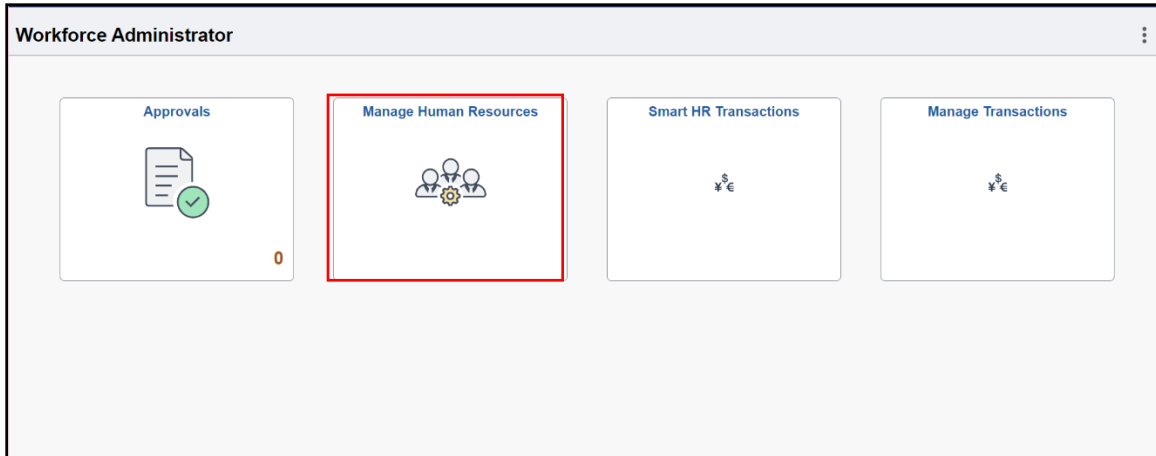 Workforce Administrator
Approvals
0
Manage Human Resources
Smart HR Transactions
¥$€
Manage Transactions
¥$€